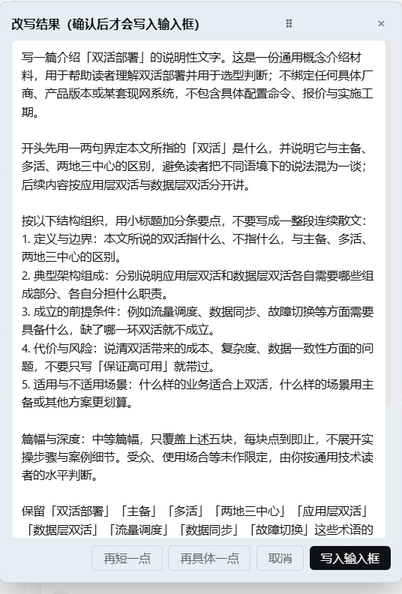 改写结果（确认后才会写入输入框）
写一篇介绍「双活部署」的说明性文字。这是一份通用概念介绍材
料，用于帮助读者理解双活部署并用于选型判断；不绑定任何具体厂
商、产品版本或某套现网系统，不包含具体配置命令、报价与实施工
期。
开头先用一两句界定本文所指的「双活」是什么，并说明它与主备、
多活、两地三中心的区别，避免读者把不同语境下的说法混为一谈；
后续内容按应用层双活与数据层双活分开讲。
按以下结构组织，用小标题加分条要点，不要写成一整段连续散文：
1. 定义与边界：本文所说的双活指什么、不指什么，与主备、多活、
两地三中心的区别。
2. 典型架构组成：分别说明应用层双活和数据层双活各自需要哪些组
成部分、各自分担什么职责。
3. 成立的前提条件：例如流量调度、数据同步、故障切换等方面需要
具备什么，缺了哪一环双活就不成立。
4. 代价与风险：说清双活带来的成本、复杂度、数据一致性方面的问
题，不要只写「保证高可用」就带过。
5. 适用与不适用场景：什么样的业务适合上双活，什么样的场景用主
备或其他方案更划算。
篇幅与深度：中等篇幅，只覆盖上述五块，每块点到即止，不展开实
操步骤与案例细节。受众、使用场合等未作限定，由你按通用技术读
者的水平判断。
保留「双活部署」「主备」「多活」「两地三中心」「应用层双活」
「数据层双活」「流量调度」「数据同步」「故障切换」这些术语的
再短一点
再具体一点
取消
写入输入框